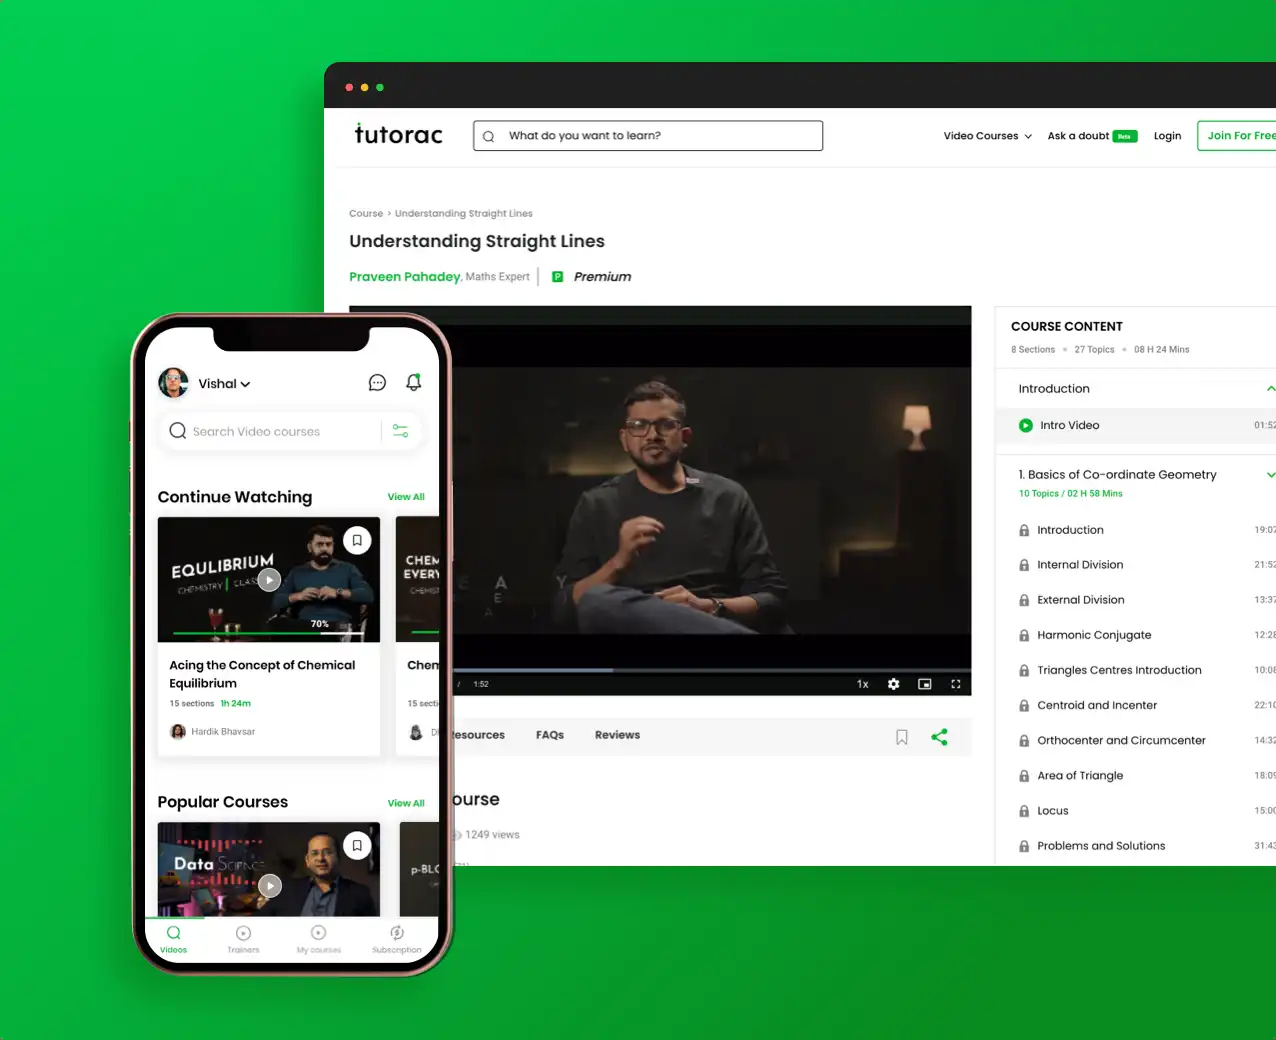 tutorac
What do you want to learn?
Video Courses
Ask a doubt
Beta
Login
Join For Free
Course > Understanding Straight Lines
Understanding Straight Lines
Praveen Pahadey, Maths Expert
P Premium
/ 1:52
1x
Resources
FAQs
Reviews
ourse
1249 views
COURSE CONTENT
8 Sections 27 Topics 08 H 24 Mins
Introduction
Intro Video 01:52
1. Basics of Co-ordinate Geometry
10 Topics / 02 H 58 Mins
Introduction 19:07
Internal Division 21:52
External Division 13:37
Harmonic Conjugate 12:28
Triangles Centres Introduction 10:08
Centroid and Incenter 22:10
Orthocenter and Circumcenter 14:32
Area of Triangle 18:09
Locus 15:00
Problems and Solutions 31:43
Vishal
Search Video courses
Continue Watching
View All
EQULIBRIUM
CHEMISTRY | CLASS
70%
Acing the Concept of Chemical
Equilibrium
15 sections 1h 24m
Hardik Bhavsar
CHEM
EVERY
CHEMIST
Chem
15 secti
Popular Courses
View All
Data Science
p-BLO
Videos
Trainers
My courses
Subscription